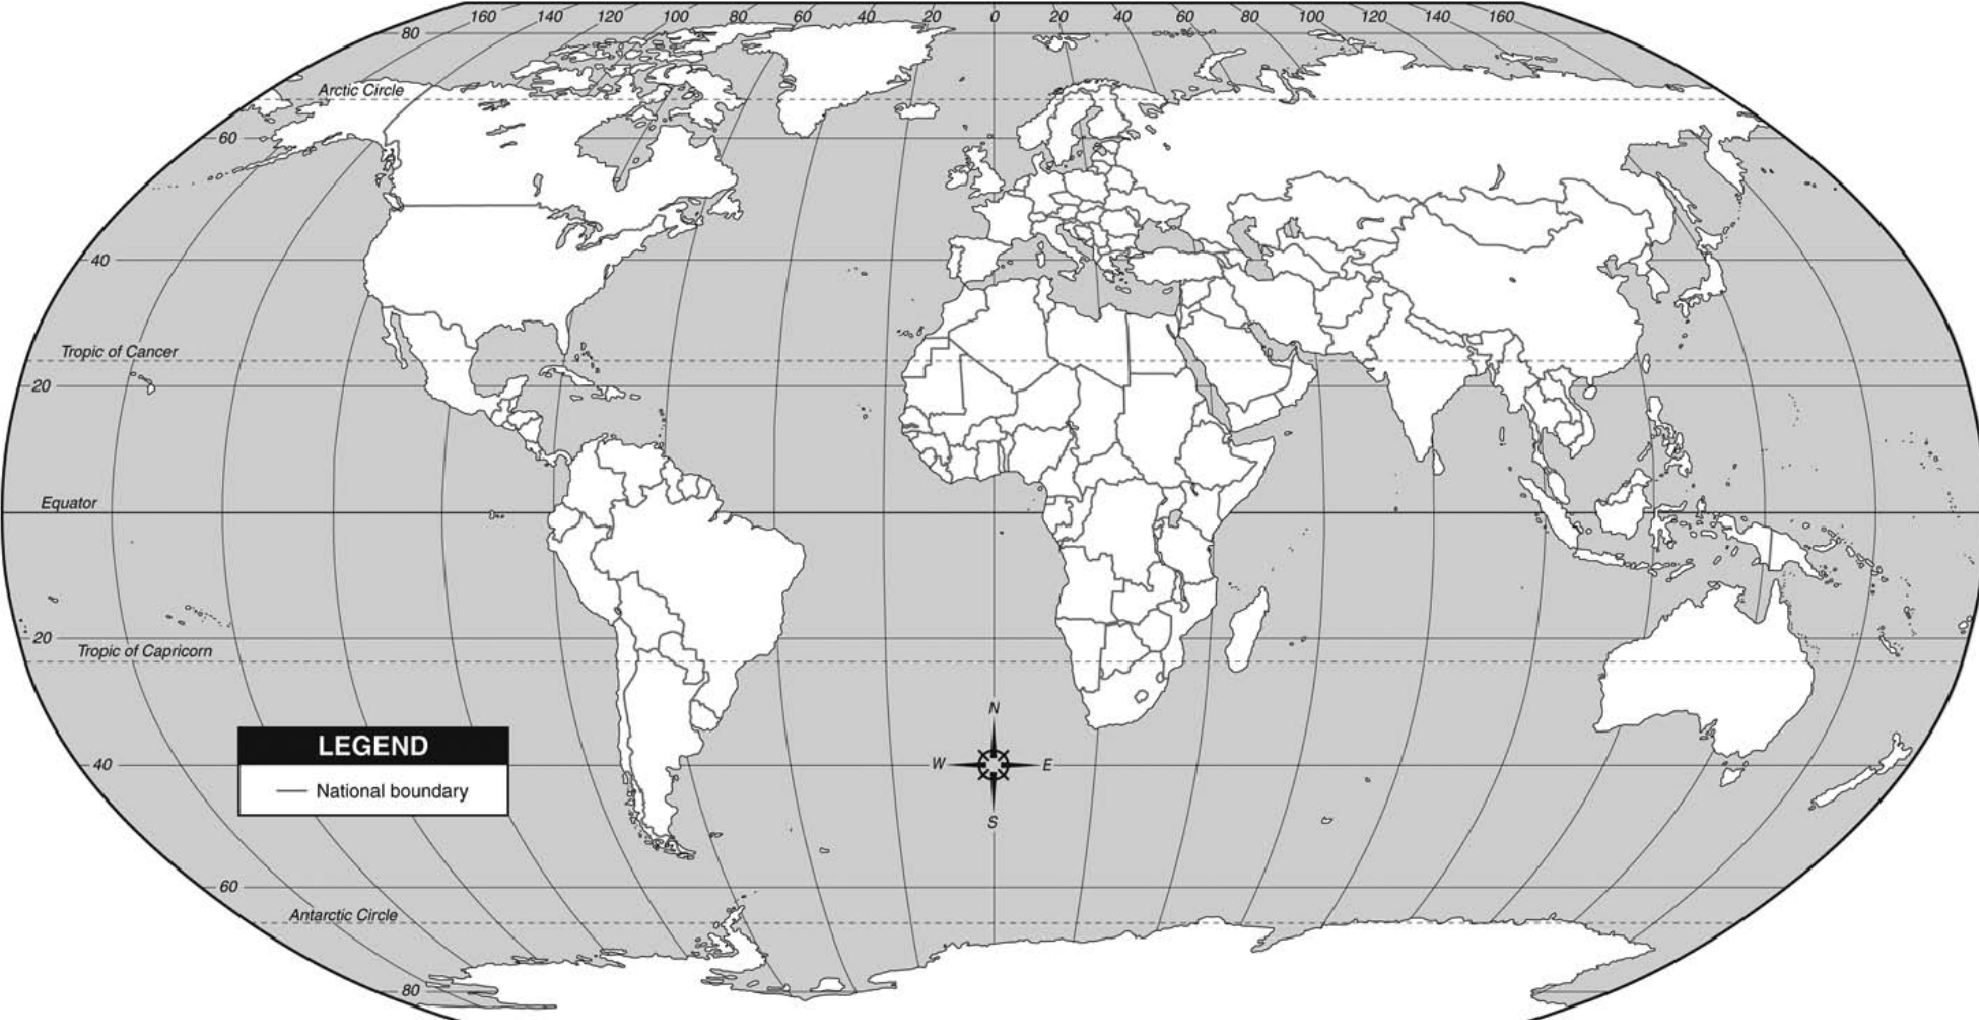 160 140 120 100 80 60 40 20 0 20 40 60 80 100 120 140 160
80
Arctic Circle
60
40
Tropic of Cancer
20
Equator
20
Tropic of Capricorn
N
LEGEND
40
W E
National boundary
S
60
Antarctic Circle
80